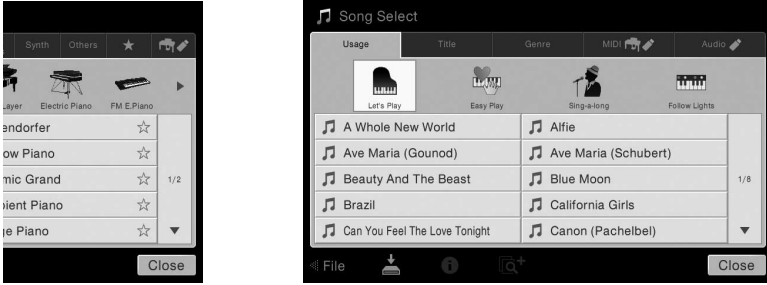 Synth Others
Layer Electric Piano FM E.Piano
endorfer
ow Piano
mic Grand
1/2
bient Piano
ge Piano
Close
Song Select
Usage Title Genre MIDI Audio
Let's Play Easy Play Sing-a-long Follow Lights
A Whole New World Alfie
Ave Maria (Gounod) Ave Maria (Schubert)
Beauty And The Beast Blue Moon 1/8
Brazil California Girls
Can You Feel The Love Tonight Canon (Pachelbel)
File Close